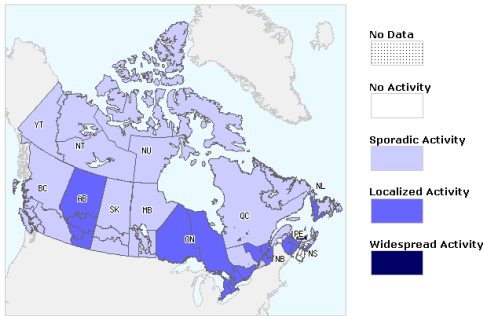 No Data
No Activity
Sporadic Activity
Localized Activity
Widespread Activity
YT
NT
NU
BC
AB
SK
MB
ON
QC
NL
PE
NB
NS